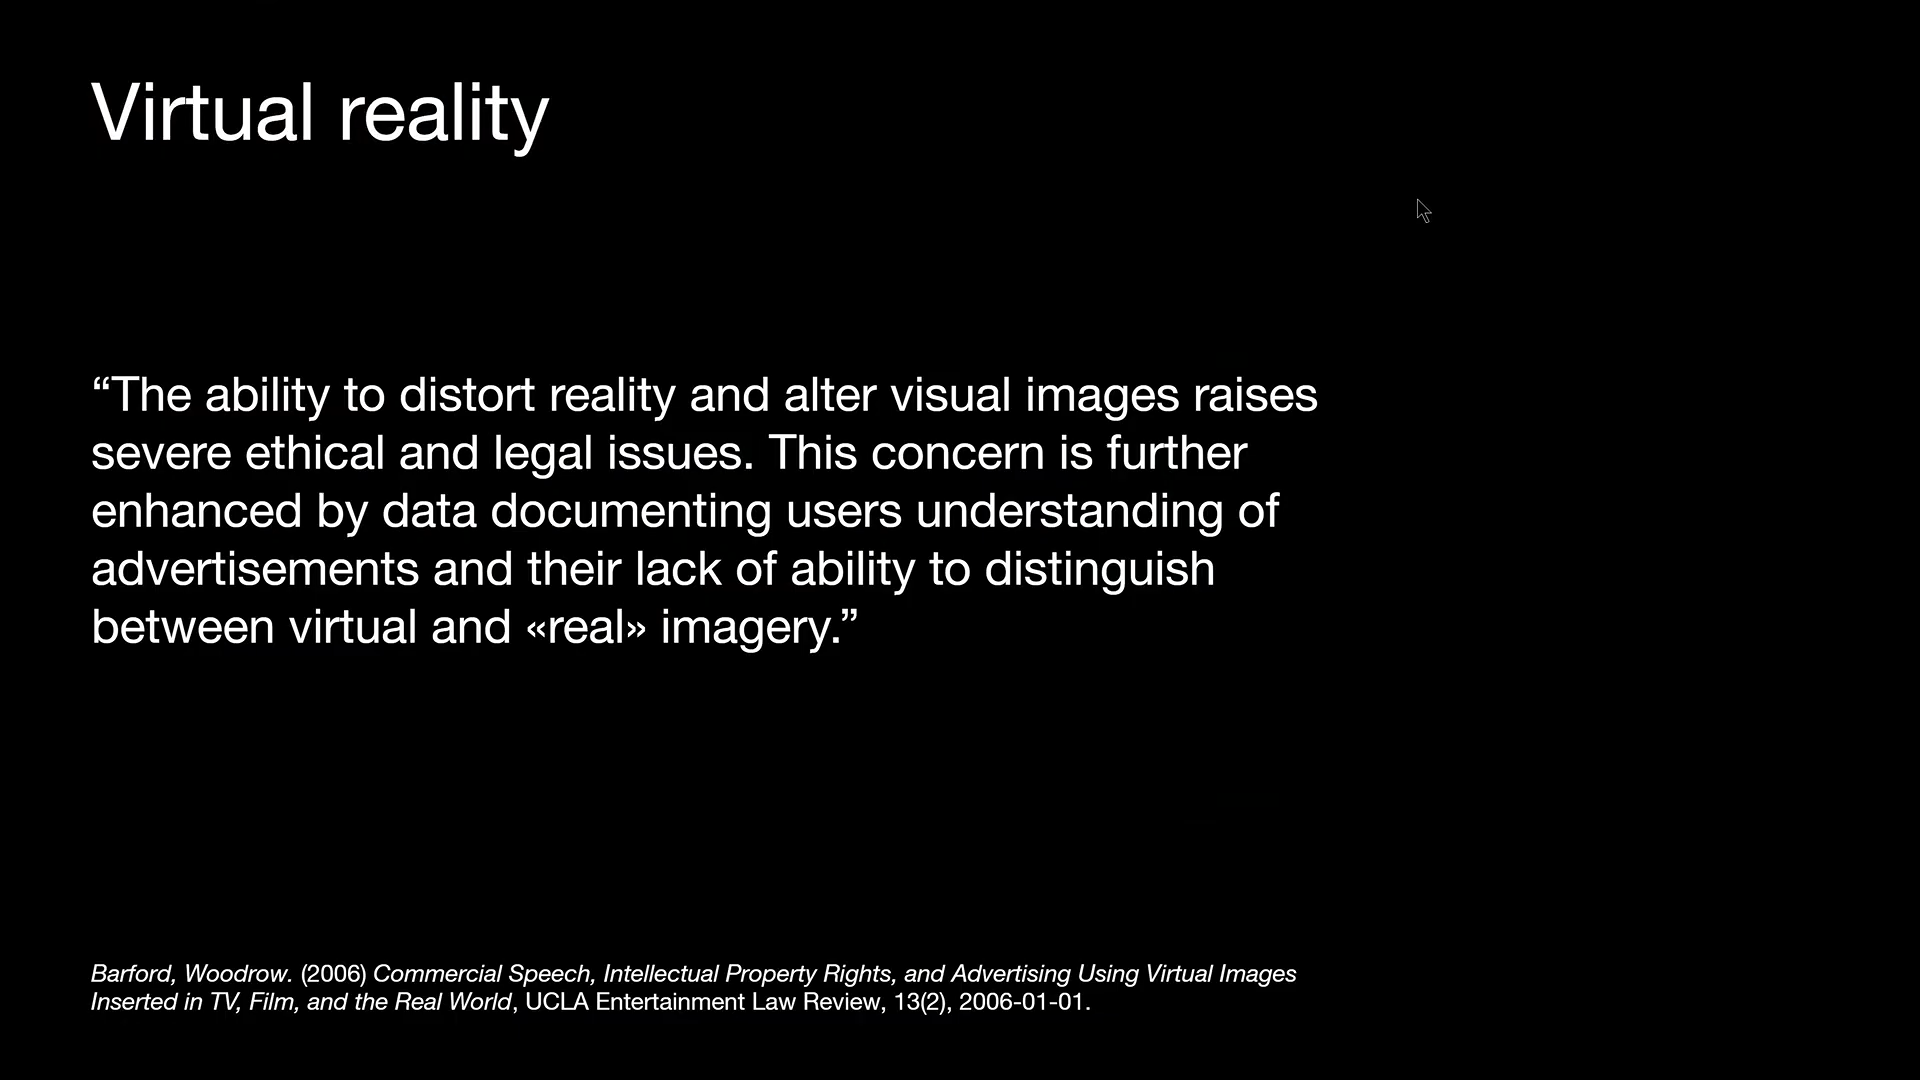 Virtual reality
“The ability to distort reality and alter visual images raises
severe ethical and legal issues. This concern is further
enhanced by data documenting users understanding of
advertisements and their lack of ability to distinguish
between virtual and «real» imagery.”
Barford, Woodrow. (2006) Commercial Speech, Intellectual Property Rights, and Advertising Using Virtual Images
Inserted in TV, Film, and the Real World, UCLA Entertainment Law Review, 13(2), 2006-01-01.